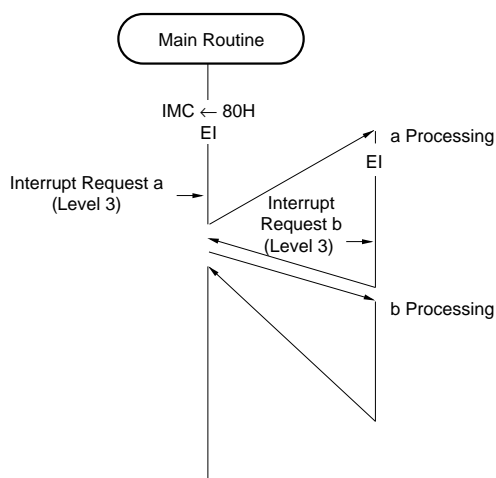 Main Routine
IMC ← 80H
EI
a Processing
EI
Interrupt Request a
(Level 3)
Interrupt
Request b
(Level 3)
b Processing